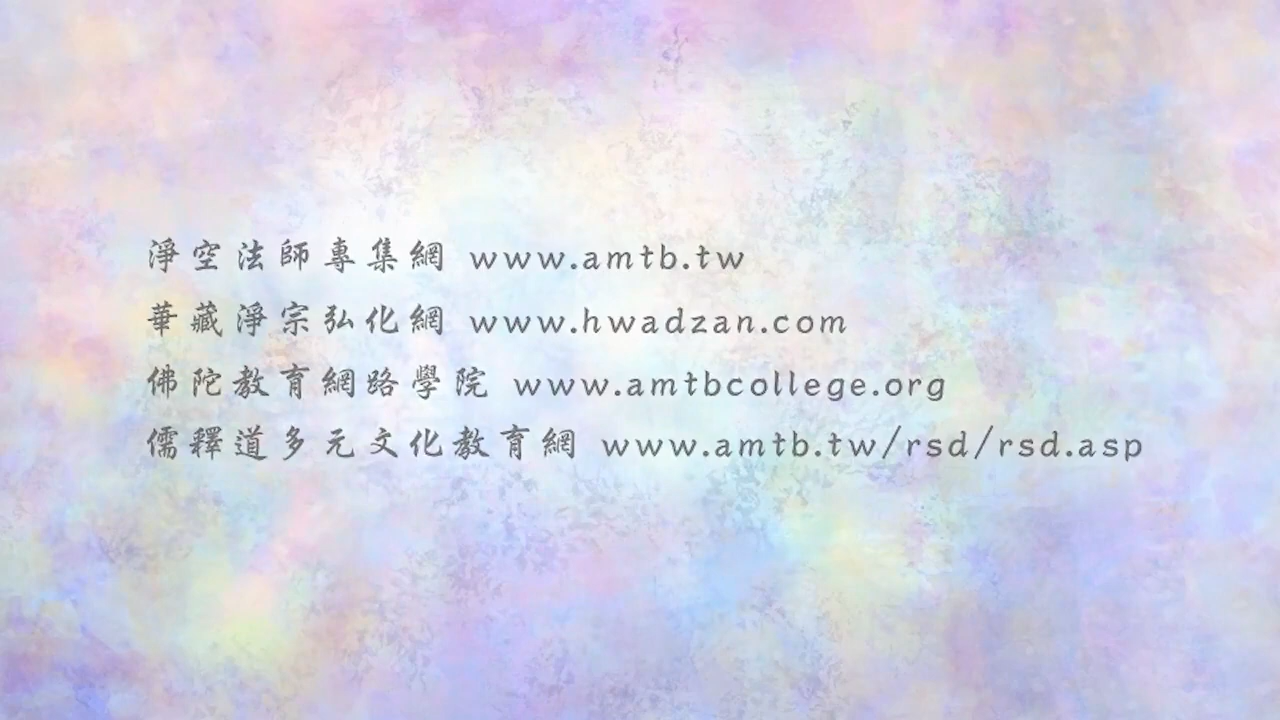 淨空法師專集網 www.amtb.tw
華藏淨宗弘化網 www.hwadzan.com
佛陀教育網路學院 www.amtbcollege.org
儒釋道多元文化教育網 www.amtb.tw/rsd/rsd.asp